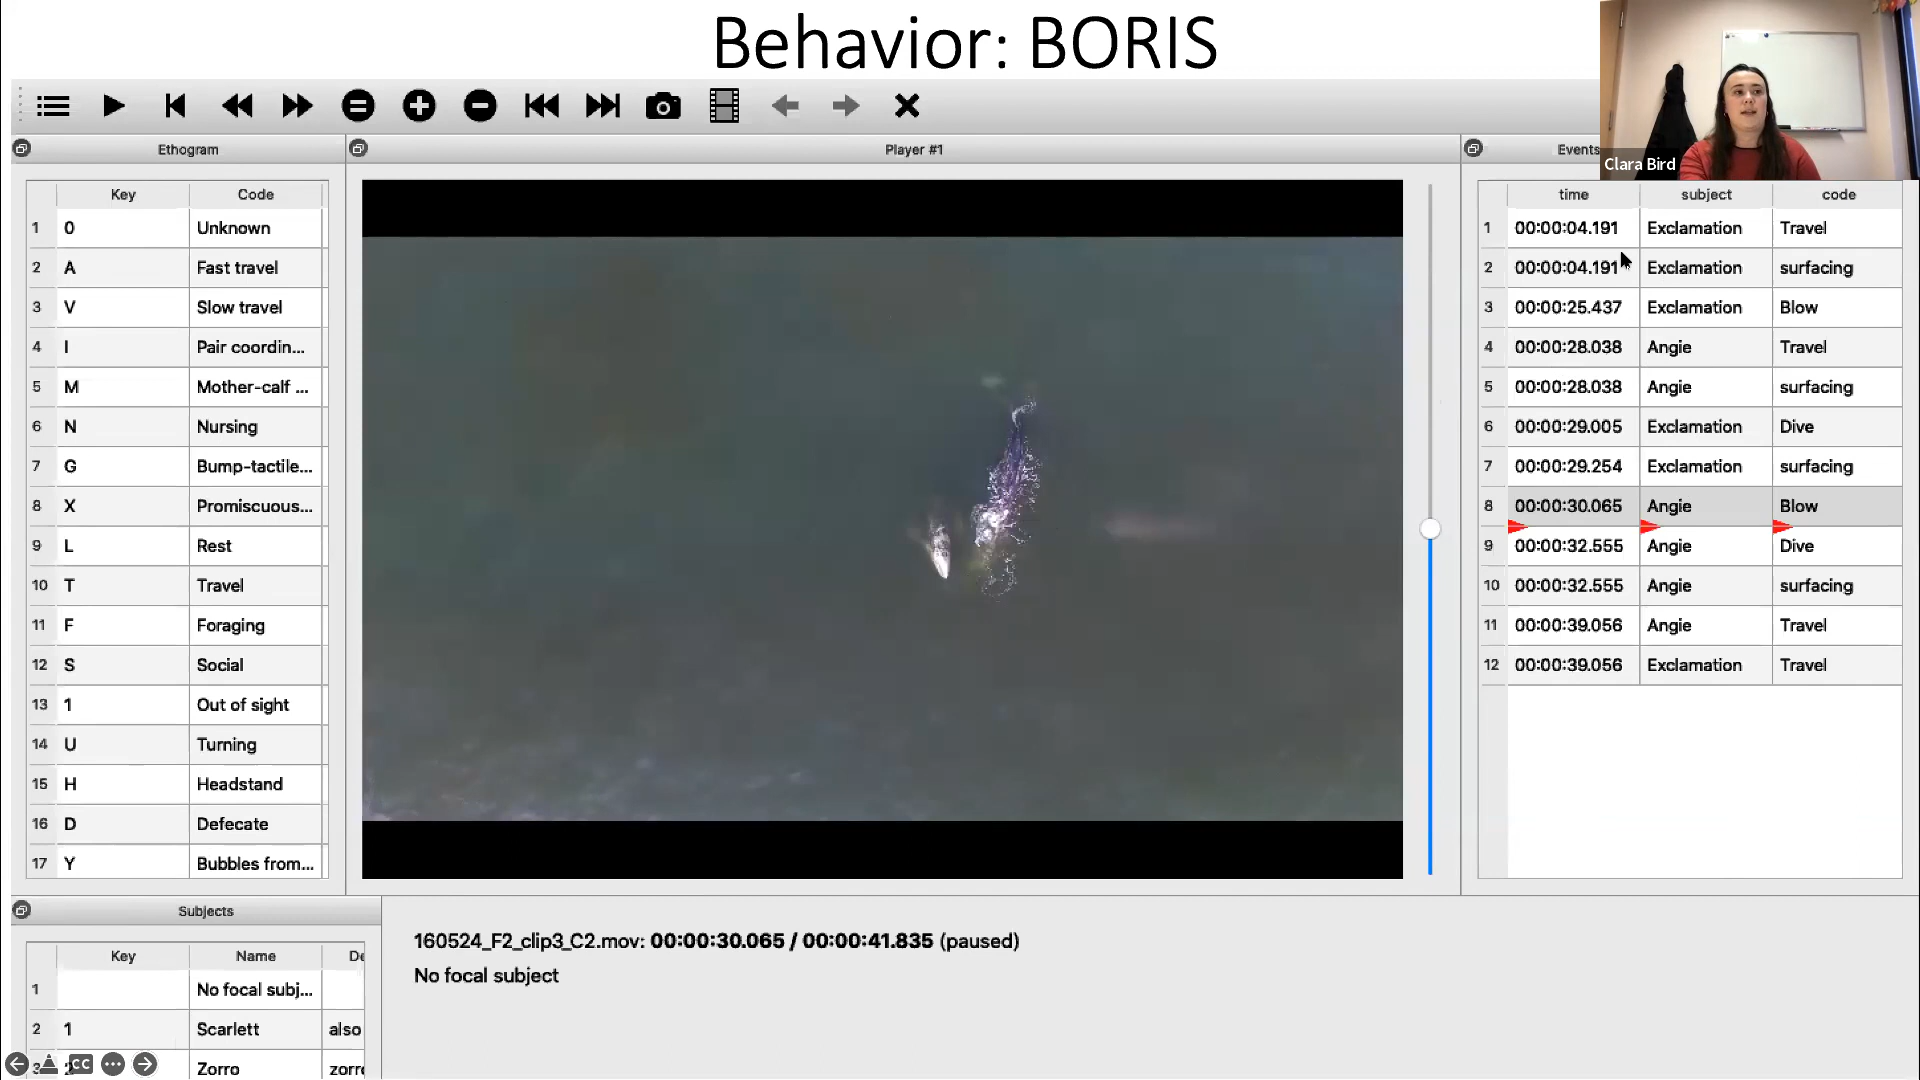 Behavior: BORIS
Clara Bird
Ethogram
Key Code
1 0 Unknown
2 A Fast travel
3 V Slow travel
4 I Pair coordin...
5 M Mother-calf ...
6 N Nursing
7 G Bump-tactile...
8 X Promiscuous...
9 L Rest
10 T Travel
11 F Foraging
12 S Social
13 1 Out of sight
14 U Turning
15 H Headstand
16 D Defecate
17 Y Bubbles from...
Player #1
Events
time subject code
1 00:00:04.191 Exclamation Travel
2 00:00:04.191 Exclamation surfacing
3 00:00:25.437 Exclamation Blow
4 00:00:28.038 Angie Travel
5 00:00:28.038 Angie surfacing
6 00:00:29.005 Exclamation Dive
7 00:00:29.254 Exclamation surfacing
8 00:00:30.065 Angie Blow
9 00:00:32.555 Angie Dive
10 00:00:32.555 Angie surfacing
11 00:00:39.056 Angie Travel
12 00:00:39.056 Exclamation Travel
Subjects
Key Name De
1 No focal subj...
2 1 Scarlett also
3 2 Zorro zorr
CC
160524_F2_clip3_C2.mov: 00:00:30.065 / 00:00:41.835 (paused)
No focal subject